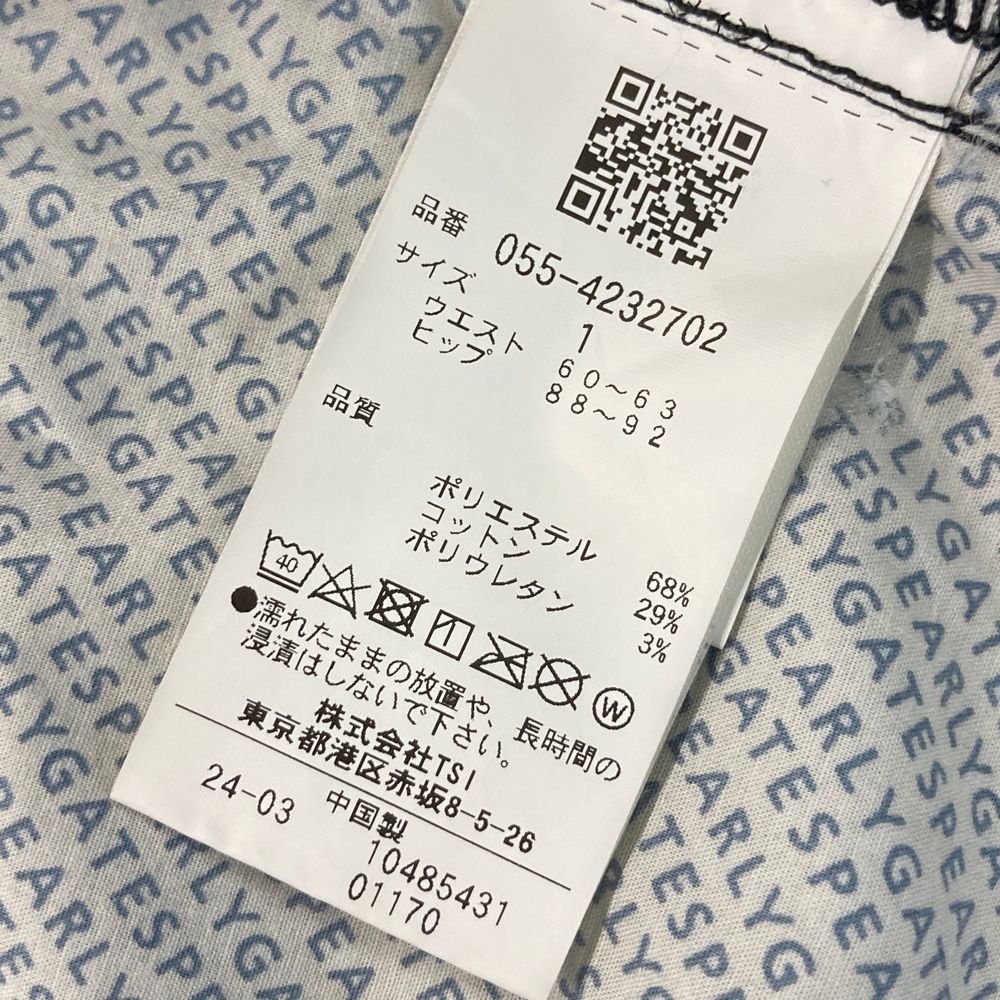 品番 055-4232702
サイズ 1
ウエスト 60～63
ヒップ 88～92
品質
ポリエステル 68%
コットン 29%
ポリウレタン 3%
40
W
●濡れたままの放置や、長時間の
浸漬はしないで下さい。
株式会社TSI
東京都港区赤坂8-5-26
24-03 中国製
10485431
01170
PEARLYGATES